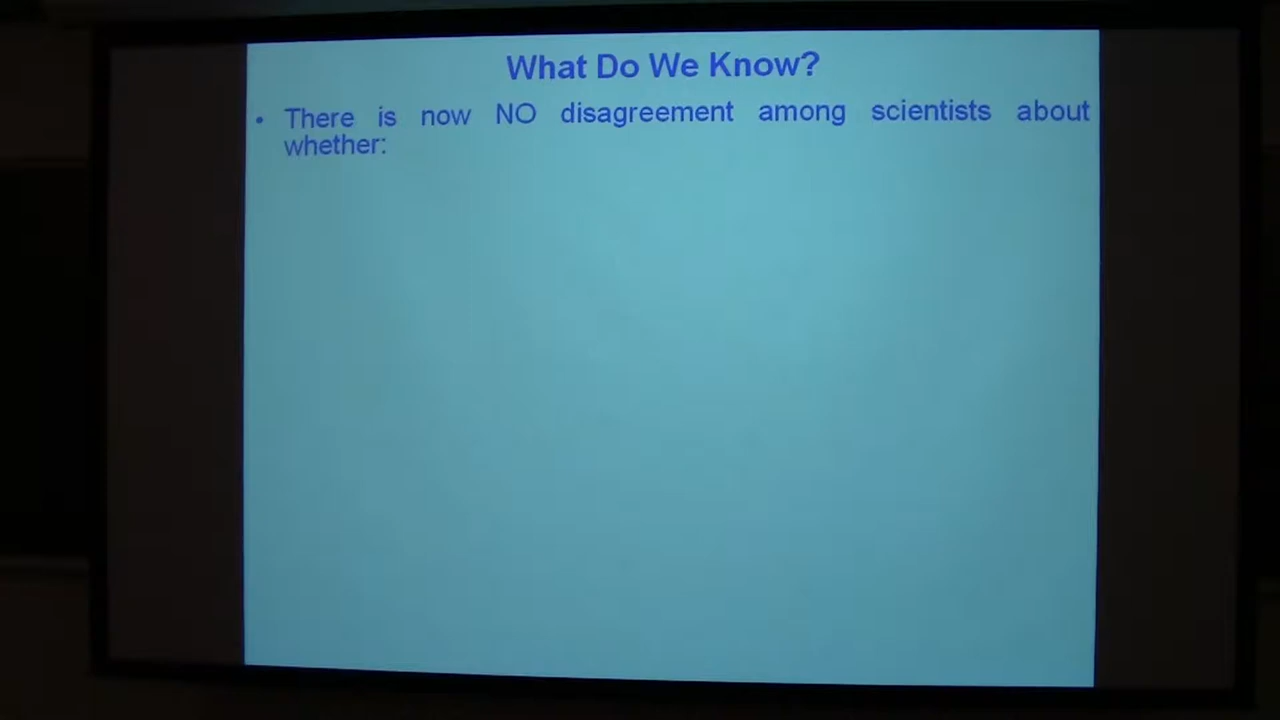 What Do We Know?
• There is now NO disagreement among scientists about
whether: